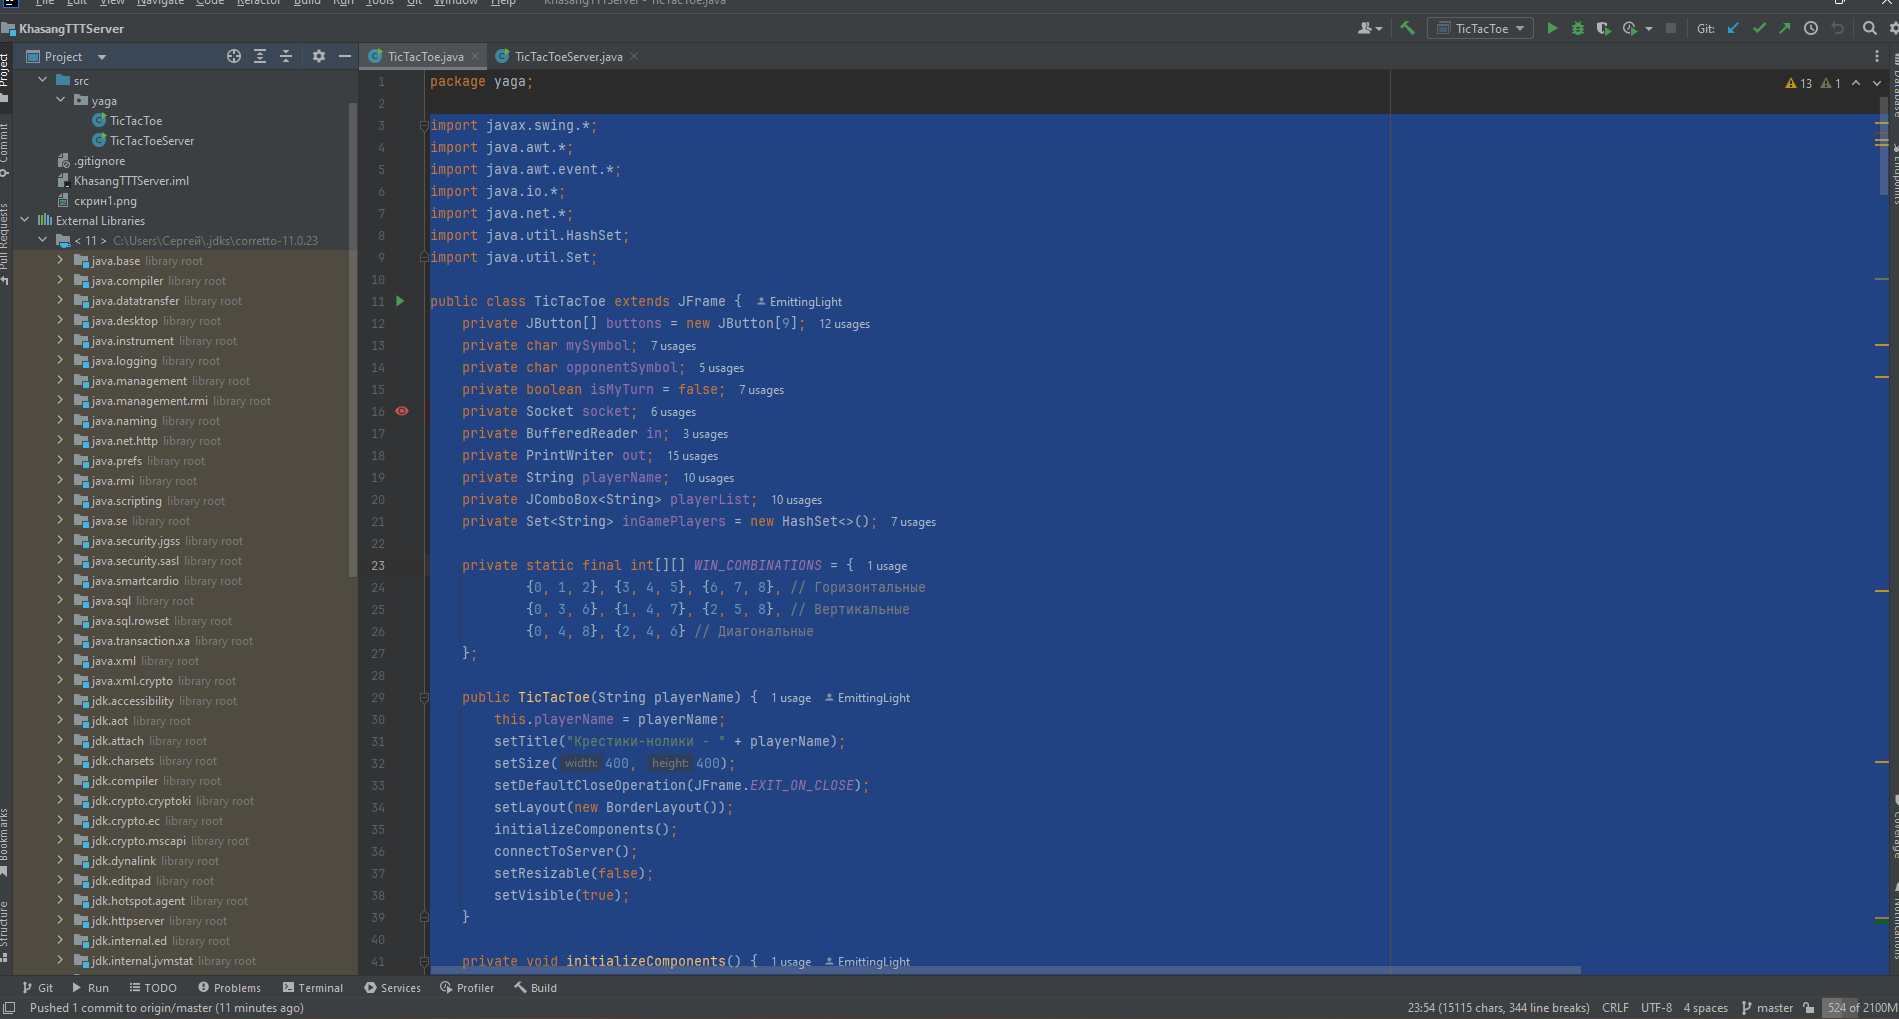 File Edit View Navigate Code Refactor Build Run Tools Git Window Help KhasangTTTServer - TicTacToe.java
KhasangTTTServer
TicTacToe
Git:
Project
TicTacToe.java
TicTacToeServer.java
src
yaga
TicTacToe
TicTacToeServer
.gitignore
KhasangTTTServer.iml
скрин1.png
External Libraries
< 11 > C:\Users\Сергей\.jdks\corretto-11.0.23
java.base library root
java.compiler library root
java.datatransfer library root
java.desktop library root
java.instrument library root
java.logging library root
java.management library root
java.management.rmi library root
java.naming library root
java.net.http library root
java.prefs library root
java.rmi library root
java.scripting library root
java.se library root
java.security.jgss library root
java.security.sasl library root
java.smartcardio library root
java.sql library root
java.sql.rowset library root
java.transaction.xa library root
java.xml library root
java.xml.crypto library root
jdk.accessibility library root
jdk.aot library root
jdk.attach library root
jdk.charsets library root
jdk.compiler library root
jdk.crypto.cryptoki library root
jdk.crypto.ec library root
jdk.crypto.mscapi library root
jdk.dynalink library root
jdk.editpad library root
jdk.hotspot.agent library root
jdk.httpserver library root
jdk.internal.ed library root
jdk.internal.jvmstat library root
Project
Commit
Pull Requests
Bookmarks
Structure
13 1
1 package yaga;
2
3 import javax.swing.*;
4 import java.awt.*;
5 import java.awt.event.*;
6 import java.io.*;
7 import java.net.*;
8 import java.util.HashSet;
9 import java.util.Set;
10
11 public class TicTacToe extends JFrame { EmittingLight
12 private JButton[] buttons = new JButton[9]; 12 usages
13 private char mySymbol; 7 usages
14 private char opponentSymbol; 5 usages
15 private boolean isMyTurn = false; 7 usages
16 private Socket socket; 6 usages
17 private BufferedReader in; 3 usages
18 private PrintWriter out; 15 usages
19 private String playerName; 10 usages
20 private JComboBox<String> playerList; 10 usages
21 private Set<String> inGamePlayers = new HashSet<>(); 7 usages
22
23 private static final int[][] WIN_COMBINATIONS = { 1 usage
24 {0, 1, 2}, {3, 4, 5}, {6, 7, 8}, // Горизонтальные
25 {0, 3, 6}, {1, 4, 7}, {2, 5, 8}, // Вертикальные
26 {0, 4, 8}, {2, 4, 6} // Диагональные
27 };
28
29 public TicTacToe(String playerName) { 1 usage EmittingLight
30 this.playerName = playerName;
31 setTitle("Крестики-нолики - " + playerName);
32 setSize( width: 400, height: 400);
33 setDefaultCloseOperation(JFrame.EXIT_ON_CLOSE);
34 setLayout(new BorderLayout());
35 initializeComponents();
36 connectToServer();
37 setResizable(false);
38 setVisible(true);
39 }
40
41 private void initializeComponents() { 1 usage EmittingLight
Database
Endpoints
Coverage
Notifications
Git Run TODO Problems Terminal Services Profiler Build
Pushed 1 commit to origin/master (11 minutes ago)
23:54 (15115 chars, 344 line breaks) CRLF UTF-8 4 spaces master 524 of 2100M